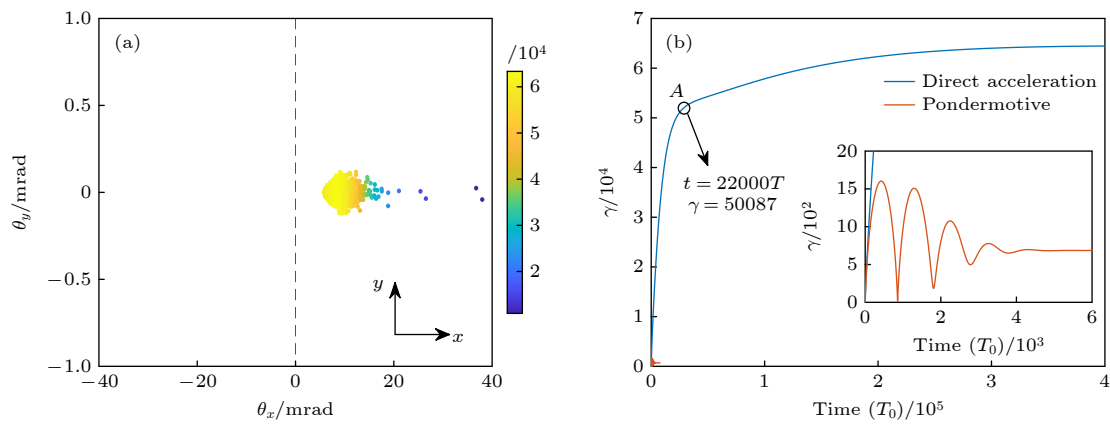 (a)
1.0
0.5
0
−0.5
−1.0
θy/mrad
−40
−20
0
20
40
θx/mrad
y
x
/10⁴
6
5
4
3
2
(b)
7
6
5
4
3
2
1
0
γ/10⁴
0
1
2
3
4
Time (T₀)/10⁵
A
t = 22000T
γ = 50087
Direct acceleration
Pondermotive
20
15
10
5
0
γ/10²
0
2
4
6
Time (T₀)/10³